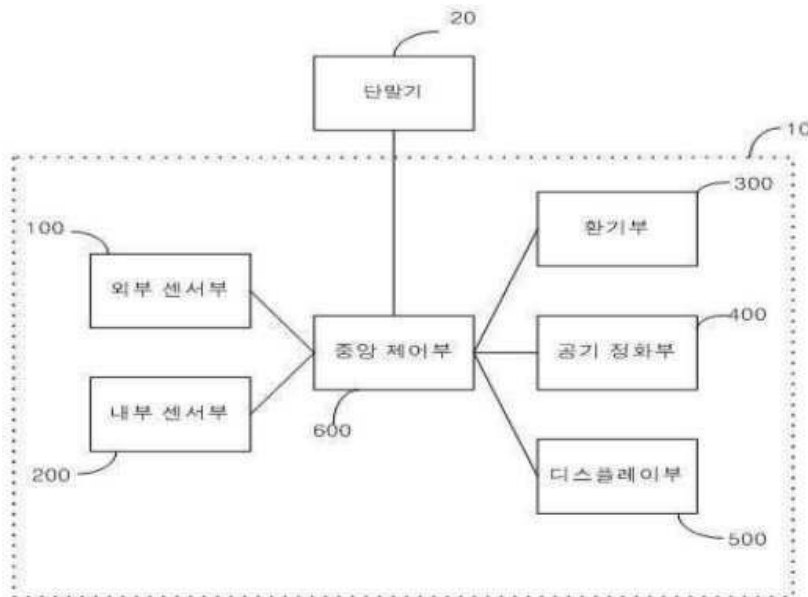 20
단말기
10
300
환기부
100
외부 센서부
400
중앙 제어부
공기 정화부
내부 센서부
600
200
디스플레이부
500